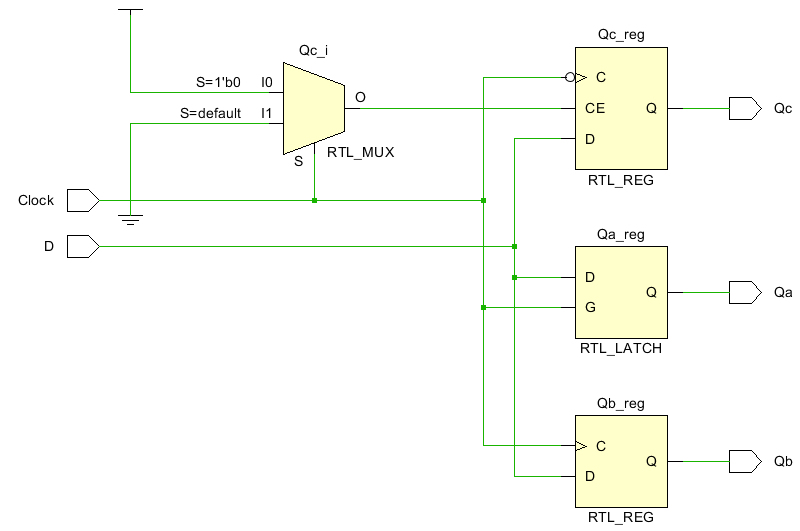 Qc_reg
Qc_i
C
S=1'b0 I0
O
CE Q Qc
S=default I1
D
RTL_MUX
S
RTL_REG
Clock
Qa_reg
D
D
Q Qa
G
RTL_LATCH
Qb_reg
C
Q Qb
D
RTL_REG